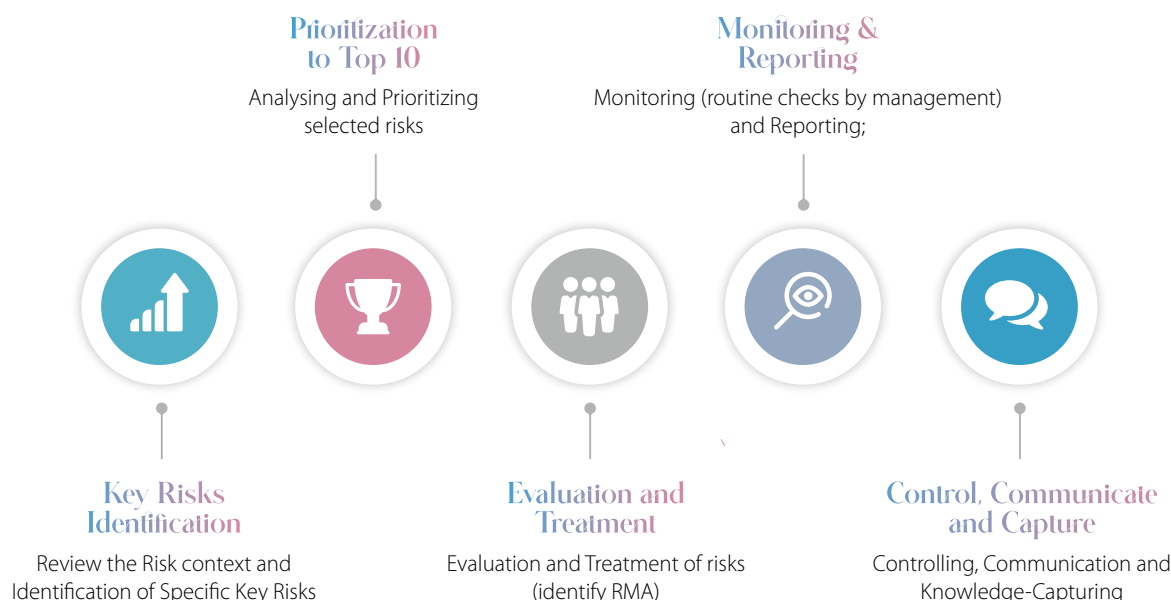 Prioritization
to Top 10
Analysing and Prioritizing
selected risks
Monitoring &
Reporting
Monitoring (routine checks by management)
and Reporting;
Key Risks
Identification
Review the Risk context and
Identification of Specific Key Risks
Evaluation and
Treatment
Evaluation and Treatment of risks
(identify RMA)
Control, Communicate
and Capture
Controlling, Communication and
Knowledge-Capturing